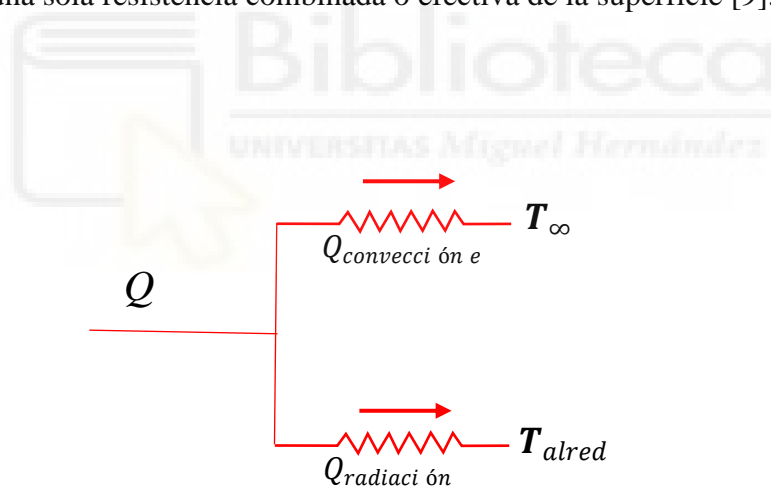 una sola resistencia combinada o efectiva de la superficie [9].
Biblioteca
UNIVERSITAS Miguel Hernández
T∞
Qconvecci ón e
Q
Talred
Qradiaci ón